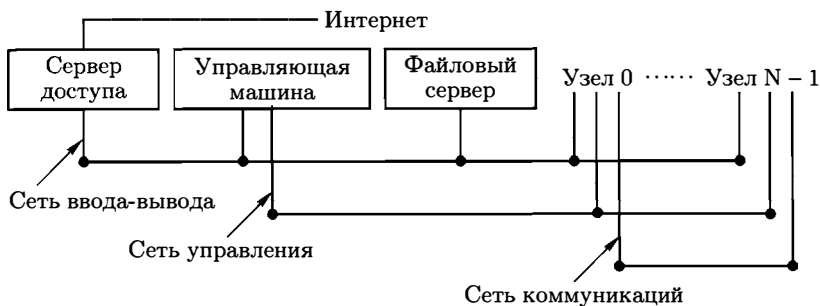 Интернет
Сервер
доступа
Управляющая
машина
Файловый
сервер
Узел 0 ······ Узел N − 1
Сеть ввода-вывода
Сеть управления
Сеть коммуникаций